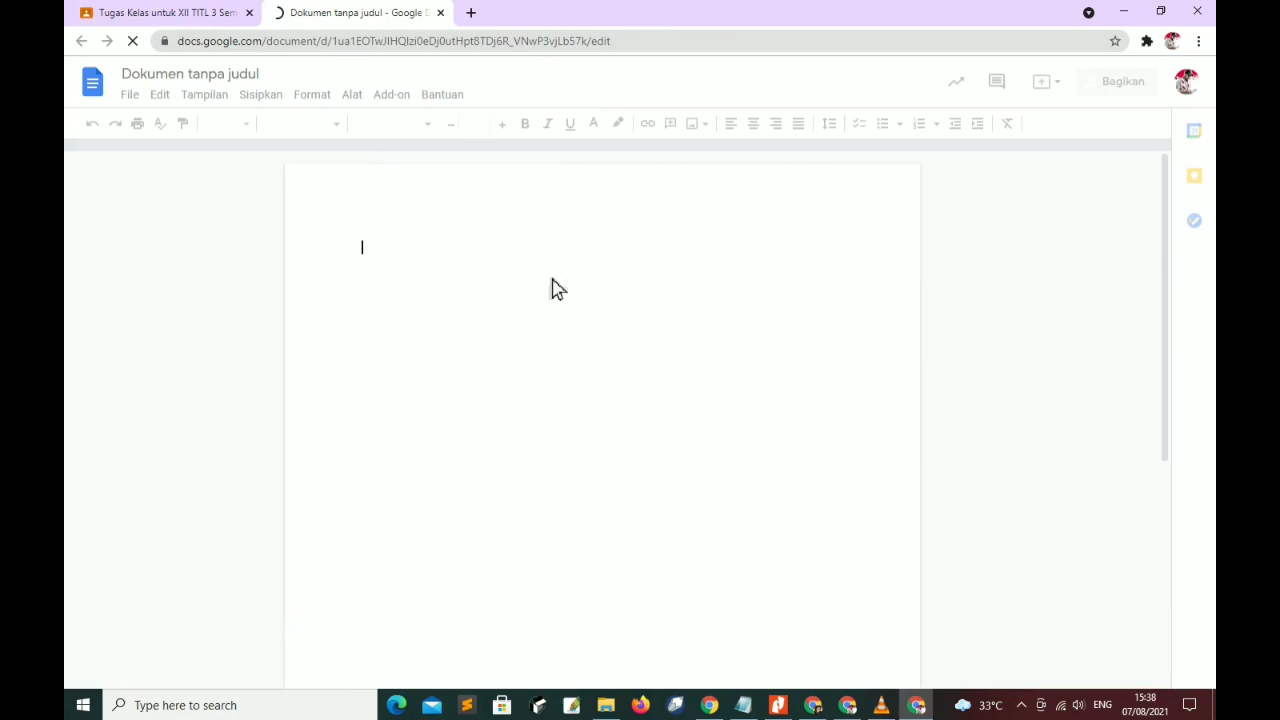 Tugas Kelas untuk XII TITL 3 Sem
Dokumen tanpa judul - Google D
docs.google.com/document/d/1ua1EOTwJIHQIzi0eDj0utHpt8TDj6R_VNwP3vjLb57k/edit
Dokumen tanpa judul
File Edit Tampilan Sisipkan Format Alat Add-on Bantuan
Bagikan
Type here to search
33°C
ENG
15:38
07/08/2021